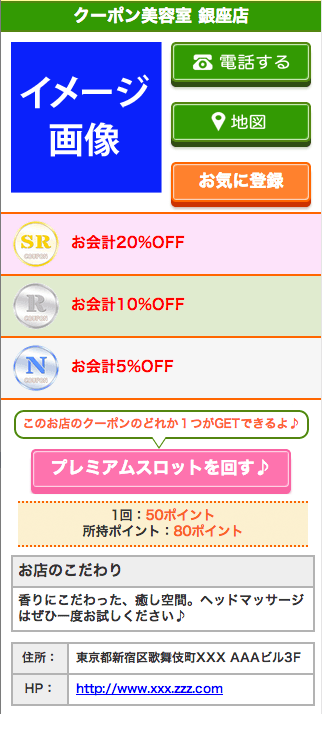 クーポン美容室 銀座店
イメージ
画像
電話する
地図
お気に登録
SR
COUPON
お会計20%OFF
R
COUPON
お会計10%OFF
N
COUPON
お会計5%OFF
このお店のクーポンのどれか１つがGETできるよ♪
プレミアムスロットを回す♪
1回：50ポイント
所持ポイント：80ポイント
お店のこだわり
香りにこだわった、癒し空間。ヘッドマッサージ
はぜひ一度お試しください♪
住所： 東京都新宿区歌舞伎町XXX AAAビル3F
HP： http://www.xxx.zzz.com